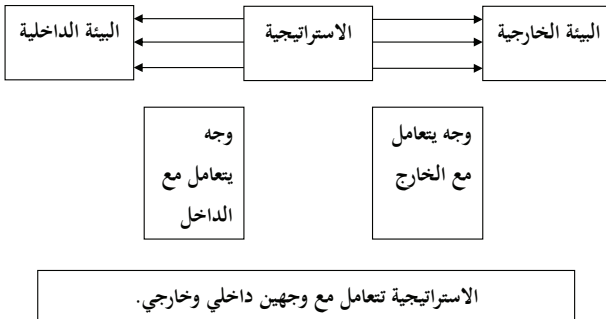 البيئة الخارجية
الاستراتيجية
البيئة الداخلية
وجه يتعامل
مع الخارج
وجه
يتعامل مع
الداخل
الاستراتيجية تتعامل مع وجهين داخلي وخارجي.